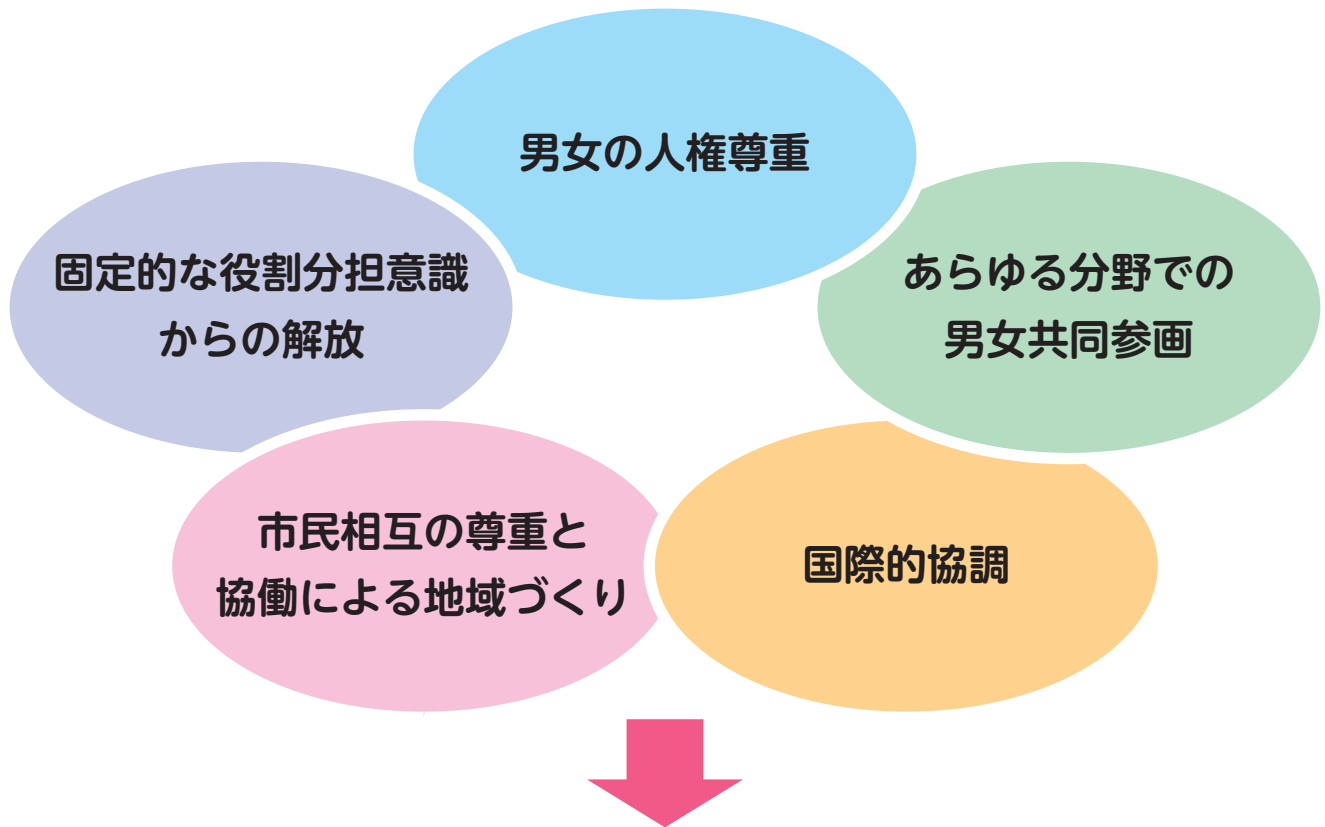 男女の人権尊重
固定的な役割分担意識
からの解放
あらゆる分野での
男女共同参画
市民相互の尊重と
協働による地域づくり
国際的協調